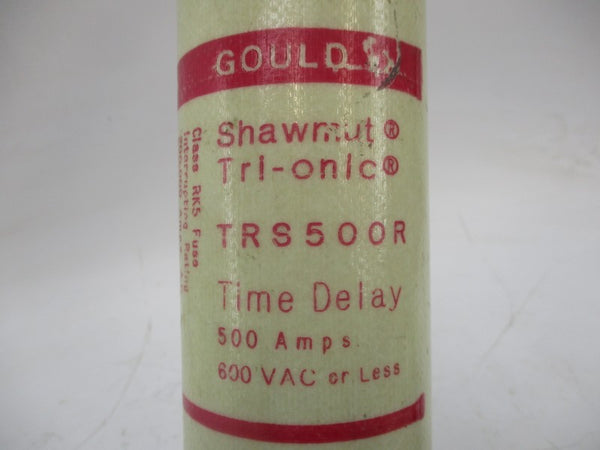 GOULD
Shawmut®
Tri-onic®
TRS500R
Time Delay
500 Amps.
600 VAC or Less
Class RK5 Fuse
Interrupting Rating